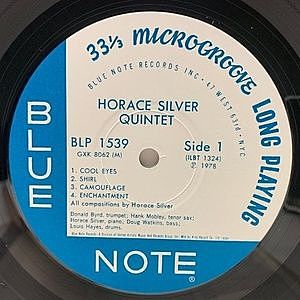 33⅓ MICROGROOVE LONG PLAYING
BLUE NOTE RECORDS INC • 47 WEST 63rd • NYC
HORACE SILVER
QUINTET
BLP 1539
Side 1
GXK 8062 (M)
(ILBT 1324)
℗ 1978
1. COOL EYES
2. SHIRL
3. CAMOUFLAGE
4. ENCHANTMENT
All compositions by Horace Silver
Donald Byrd, trumpet; Hank Mobley, tenor sax;
Horace Silver, piano; Doug Watkins, bass;
Louis Hayes, drums.
BLUE
NOTE®